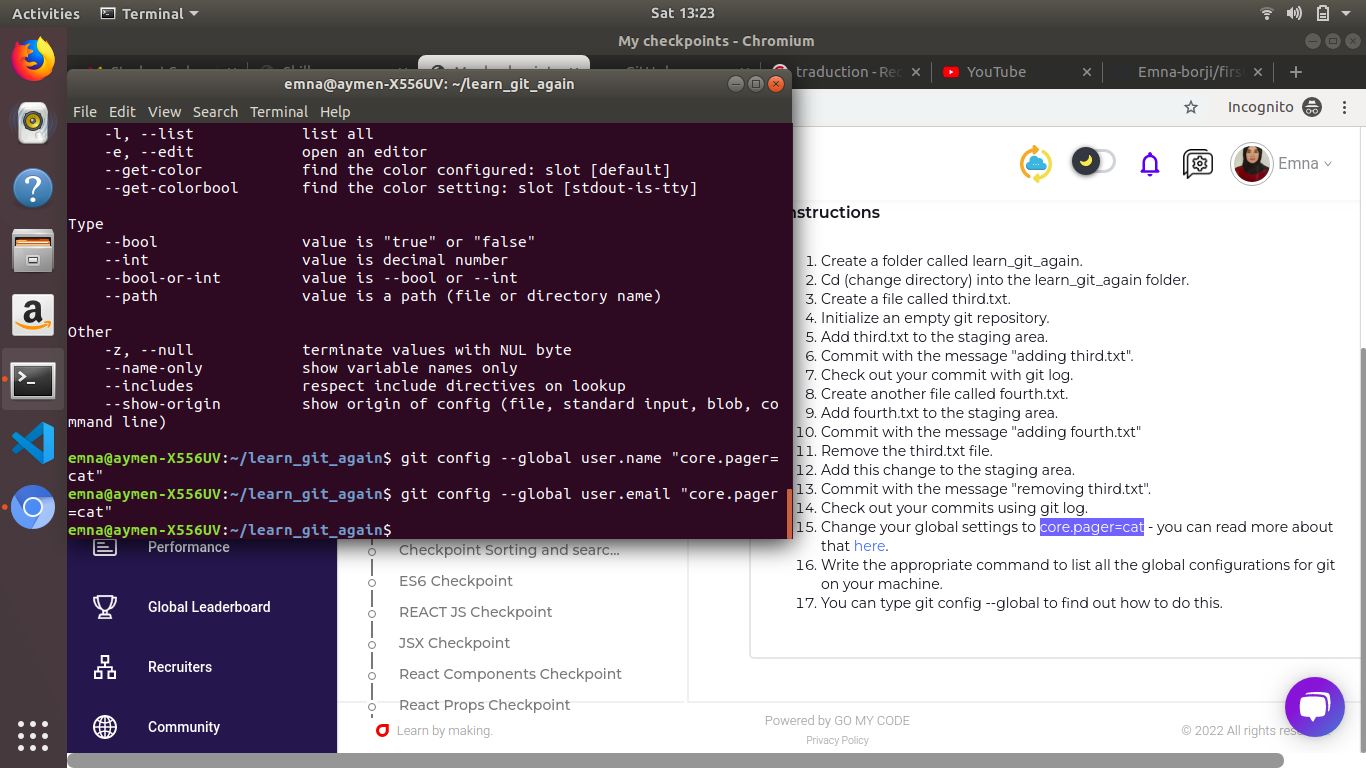 Activities
Terminal
Sat 13:23
My checkpoints - Chromium
traduction - Rec
YouTube
Emna-borji/firs
Incognito
emna@aymen-X556UV: ~/learn_git_again
File Edit View Search Terminal Help
-l, --list list all
-e, --edit open an editor
--get-color find the color configured: slot [default]
--get-colorbool find the color setting: slot [stdout-is-tty]
Type
--bool value is "true" or "false"
--int value is decimal number
--bool-or-int value is --bool or --int
--path value is a path (file or directory name)
Other
-z, --null terminate values with NUL byte
--name-only show variable names only
--includes respect include directives on lookup
--show-origin show origin of config (file, standard input, blob, co
mmand line)
emna@aymen-X556UV:~/learn_git_again$ git config --global user.name "core.pager=
cat"
emna@aymen-X556UV:~/learn_git_again$ git config --global user.email "core.pager
=cat"
emna@aymen-X556UV:~/learn_git_again$
Emna
nstructions
1. Create a folder called learn_git_again.
2. Cd (change directory) into the learn_git_again folder.
3. Create a file called third.txt.
4. Initialize an empty git repository.
5. Add third.txt to the staging area.
6. Commit with the message "adding third.txt".
7. Check out your commit with git log.
8. Create another file called fourth.txt.
9. Add fourth.txt to the staging area.
10. Commit with the message "adding fourth.txt"
11. Remove the third.txt file.
12. Add this change to the staging area.
13. Commit with the message "removing third.txt".
14. Check out your commits using git log.
15. Change your global settings to core.pager=cat - you can read more about
that here.
16. Write the appropriate command to list all the global configurations for git
on your machine.
17. You can type git config --global to find out how to do this.
Performance
Global Leaderboard
Recruiters
Community
Checkpoint Sorting and searc...
ES6 Checkpoint
REACT JS Checkpoint
JSX Checkpoint
React Components Checkpoint
React Props Checkpoint
Learn by making.
Powered by GO MY CODE
Privacy Policy
© 2022 All rights